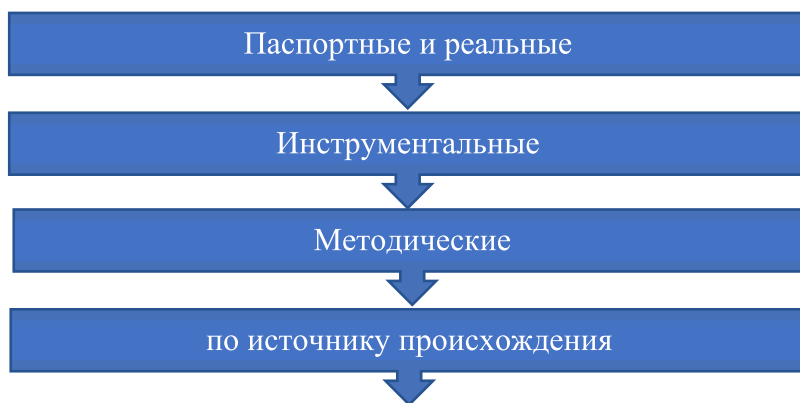 Паспортные и реальные
Инструментальные
Методические
по источнику происхождения